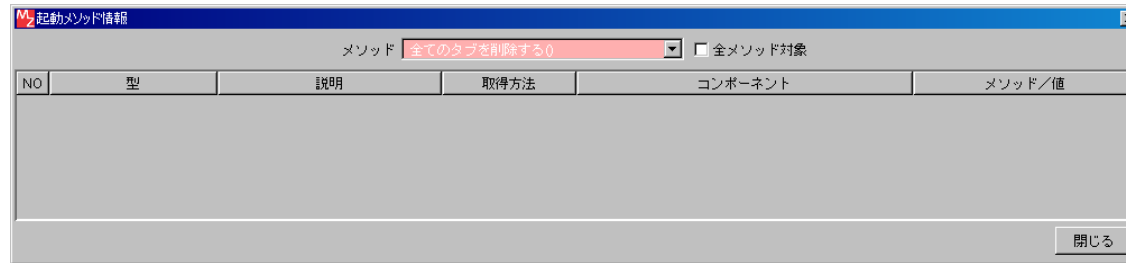 MZ 起動メソッド情報
メソッド 全てのタブを削除する() 全メソッド対象
NO 型 説明 取得方法 コンポーネント メソッド/値
閉じる